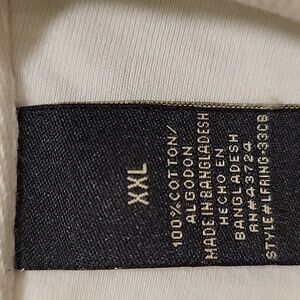 XXL
100% COTTON/
ALGODON
MADE IN BANGLADESH
HECHO EN
BANGLADESH
RN#43724
STYLE#LFRING-33CB